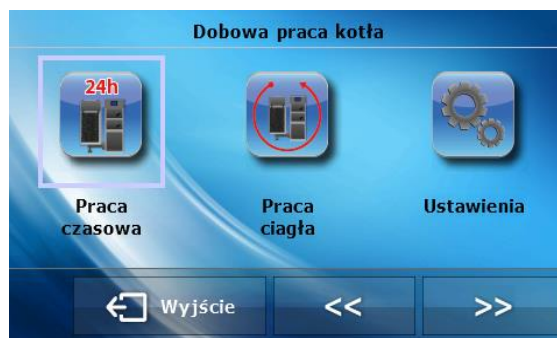 Dobowa praca kotła
24h
Praca
czasowa
Praca
ciagła
Ustawienia
Wyjście
<<
>>